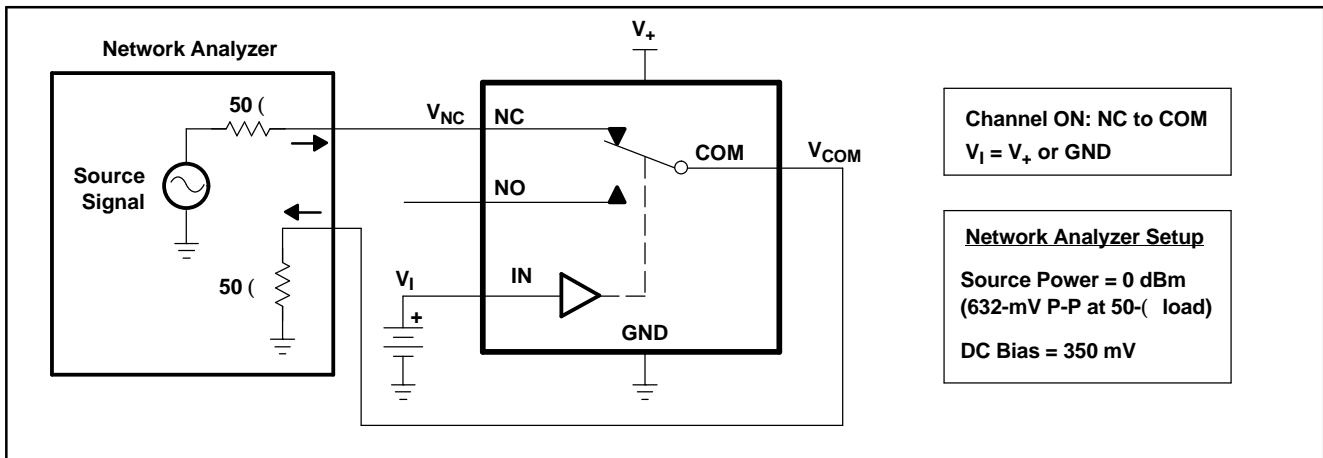 Network Analyzer
50 (
Source
Signal
50 (
V+
VNC
NC
NO
COM
VCOM
VI
IN
+
GND
Channel ON: NC to COM
VI = V+ or GND
Network Analyzer Setup
Source Power = 0 dBm
(632-mV P-P at 50-( load)
DC Bias = 350 mV